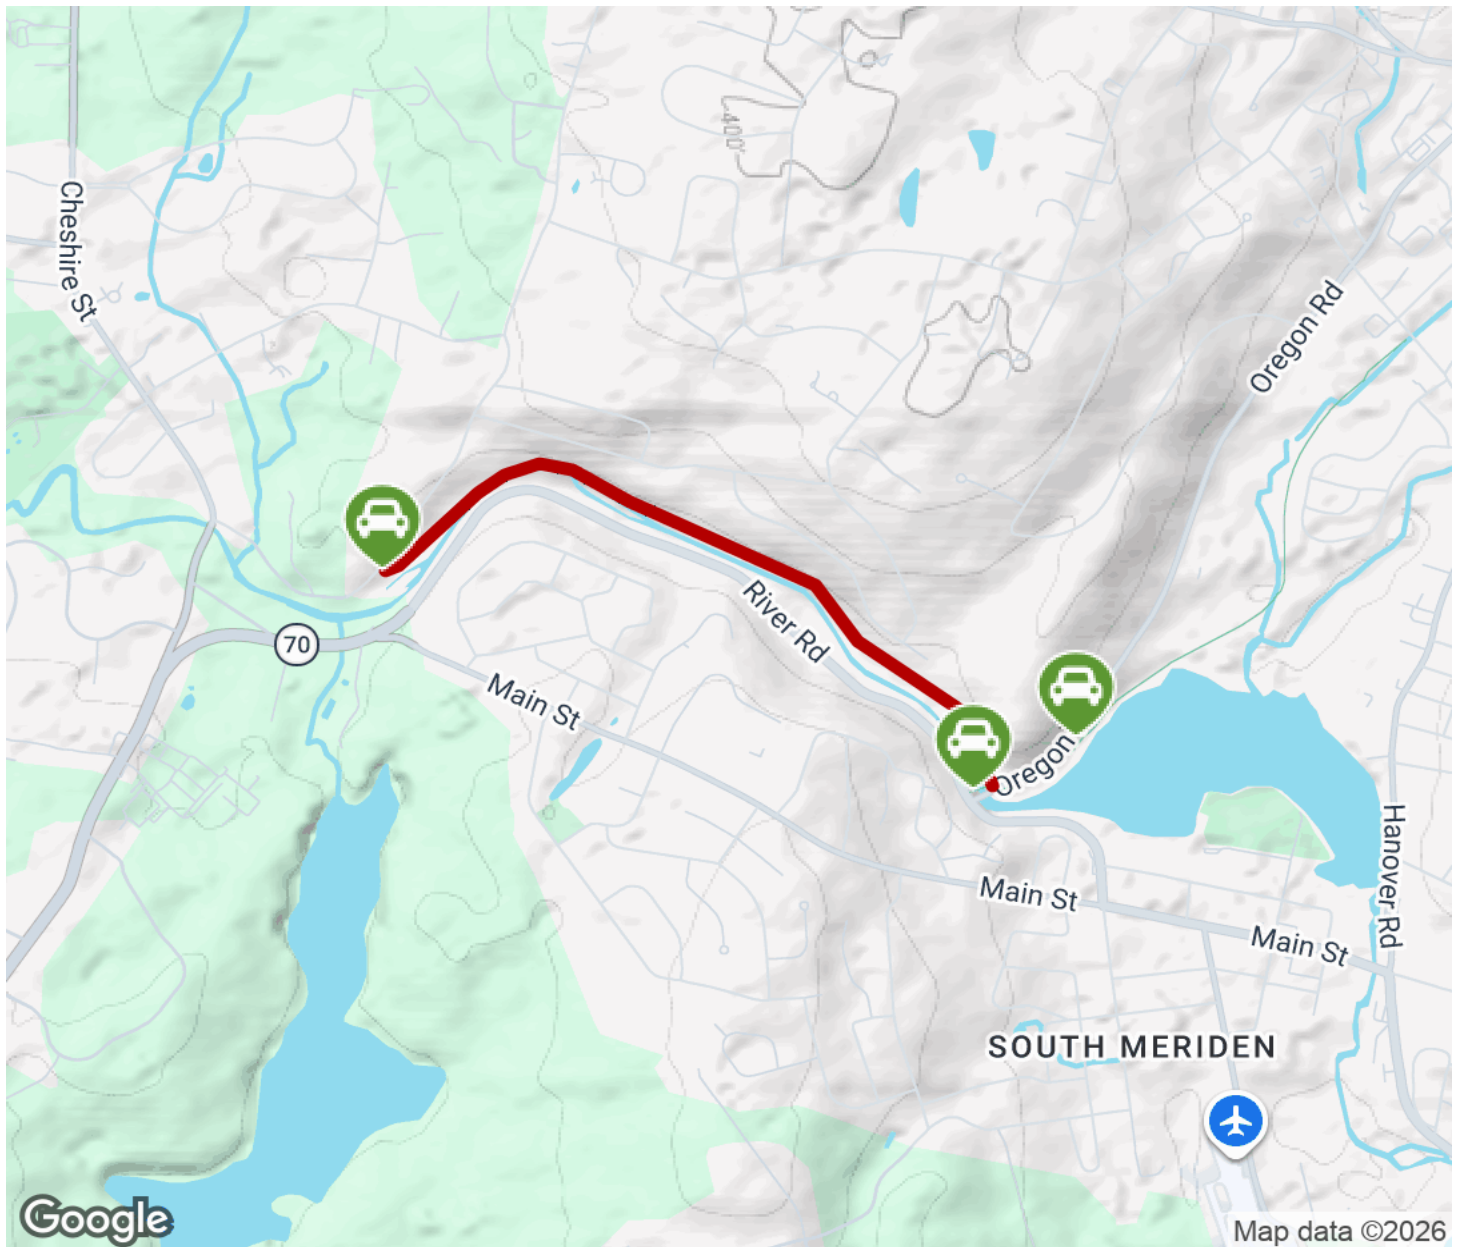 400'
Cheshire St
Oregon Rd
River Rd
70
Main St
Oregon
Main St
Hanover Rd
Main St
SOUTH MERIDEN
Google
Map data ©2026